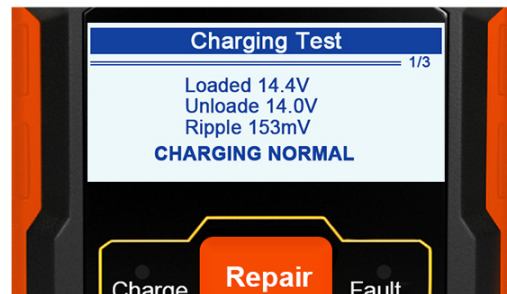 Charging Test
1/3
Loaded 14.4V
Unloade 14.0V
Ripple 153mV
CHARGING NORMAL
Charge
Repair
Fault